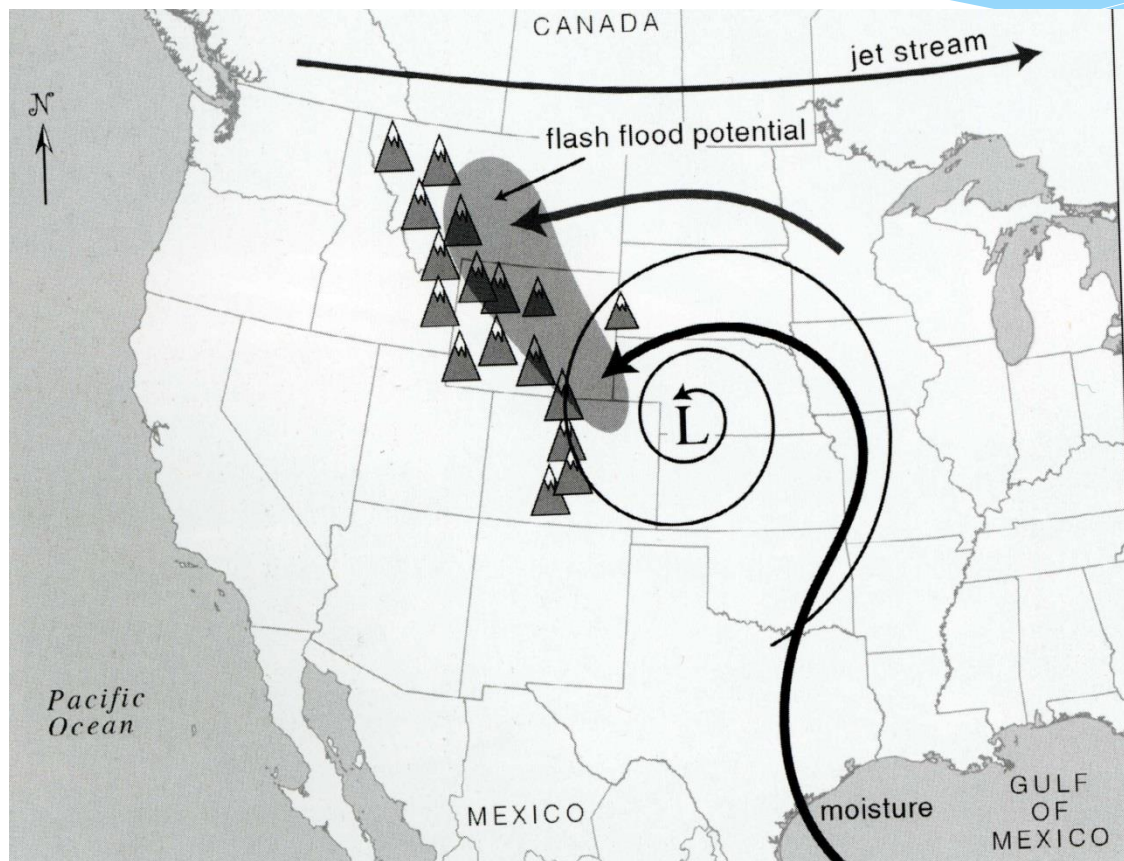 CANADA
jet stream
N
flash flood potential
L
Pacific
Ocean
MEXICO
moisture
GULF
OF
MEXICO